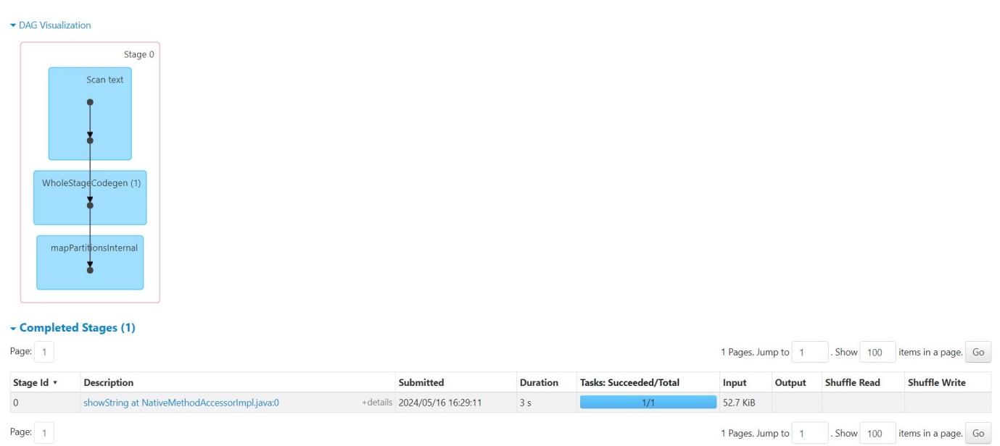 DAG Visualization
Stage 0
Scan text
WholeStageCodegen (1)
mapPartitionsInternal
Completed Stages (1)
Page: 1
1 Pages. Jump to 1 . Show 100 items in a page. Go
Stage Id ▾ Description Submitted Duration Tasks: Succeeded/Total Input Output Shuffle Read Shuffle Write
0 showString at NativeMethodAccessorImpl.java:0 +details 2024/05/16 16:29:11 3 s 1/1 52.7 KiB
Page: 1
1 Pages. Jump to 1 . Show 100 items in a page. Go